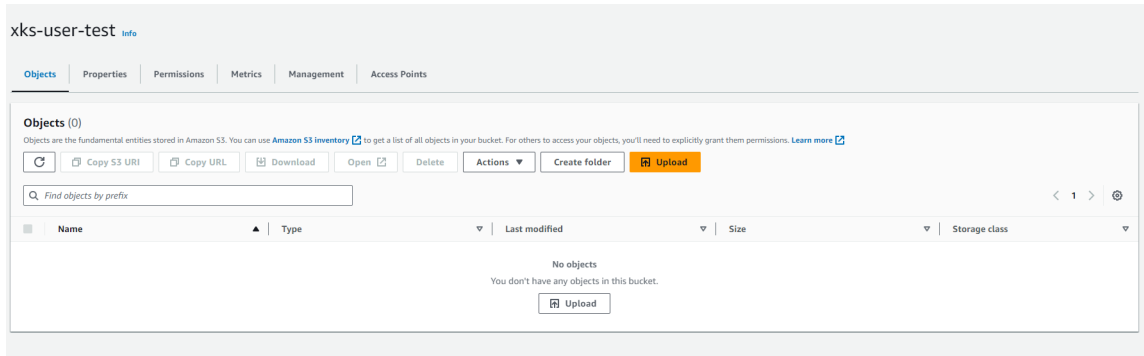 xks-user-test Info
Objects Properties Permissions Metrics Management Access Points
Objects (0)
Objects are the fundamental entities stored in Amazon S3. You can use Amazon S3 inventory to get a list of all objects in your bucket. For others to access your objects, you'll need to explicitly grant them permissions. Learn more
Copy S3 URI Copy URL Download Open Delete Actions Create folder Upload
Find objects by prefix 1
Name Type Last modified Size Storage class
No objects
You don't have any objects in this bucket.
Upload